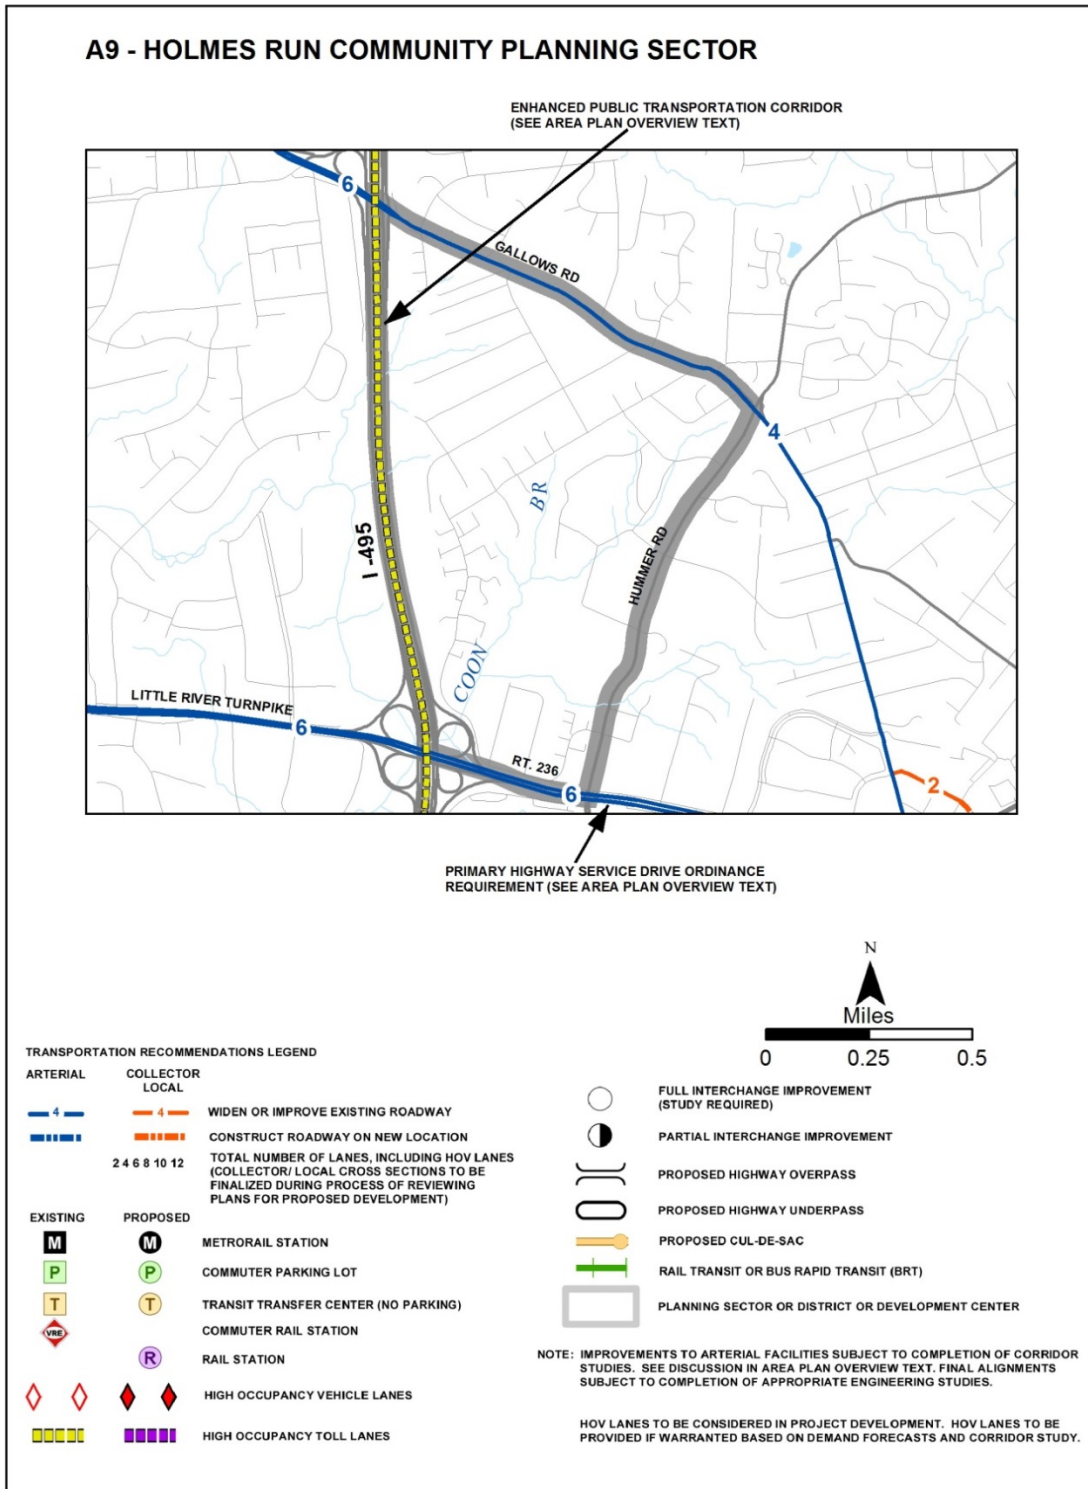 A9 - HOLMES RUN COMMUNITY PLANNING SECTOR
ENHANCED PUBLIC TRANSPORTATION CORRIDOR
(SEE AREA PLAN OVERVIEW TEXT)
6
GALLOWS RD
4
BR
I -495
HUMMER RD
COON
LITTLE RIVER TURNPIKE
6
RT. 236
6
2
PRIMARY HIGHWAY SERVICE DRIVE ORDINANCE
REQUIREMENT (SEE AREA PLAN OVERVIEW TEXT)
N
Miles
0 0.25 0.5
TRANSPORTATION RECOMMENDATIONS LEGEND
ARTERIAL
COLLECTOR
LOCAL
4 4 WIDEN OR IMPROVE EXISTING ROADWAY
CONSTRUCT ROADWAY ON NEW LOCATION
2 4 6 8 10 12 TOTAL NUMBER OF LANES, INCLUDING HOV LANES
(COLLECTOR/ LOCAL CROSS SECTIONS TO BE
FINALIZED DURING PROCESS OF REVIEWING
PLANS FOR PROPOSED DEVELOPMENT)
EXISTING PROPOSED
M M METRORAIL STATION
P P COMMUTER PARKING LOT
T T TRANSIT TRANSFER CENTER (NO PARKING)
VRE COMMUTER RAIL STATION
R RAIL STATION
HIGH OCCUPANCY VEHICLE LANES
HIGH OCCUPANCY TOLL LANES
FULL INTERCHANGE IMPROVEMENT
(STUDY REQUIRED)
PARTIAL INTERCHANGE IMPROVEMENT
PROPOSED HIGHWAY OVERPASS
PROPOSED HIGHWAY UNDERPASS
PROPOSED CUL-DE-SAC
RAIL TRANSIT OR BUS RAPID TRANSIT (BRT)
PLANNING SECTOR OR DISTRICT OR DEVELOPMENT CENTER
NOTE: IMPROVEMENTS TO ARTERIAL FACILITIES SUBJECT TO COMPLETION OF CORRIDOR
STUDIES. SEE DISCUSSION IN AREA PLAN OVERVIEW TEXT. FINAL ALIGNMENTS
SUBJECT TO COMPLETION OF APPROPRIATE ENGINEERING STUDIES.
HOV LANES TO BE CONSIDERED IN PROJECT DEVELOPMENT. HOV LANES TO BE
PROVIDED IF WARRANTED BASED ON DEMAND FORECASTS AND CORRIDOR STUDY.